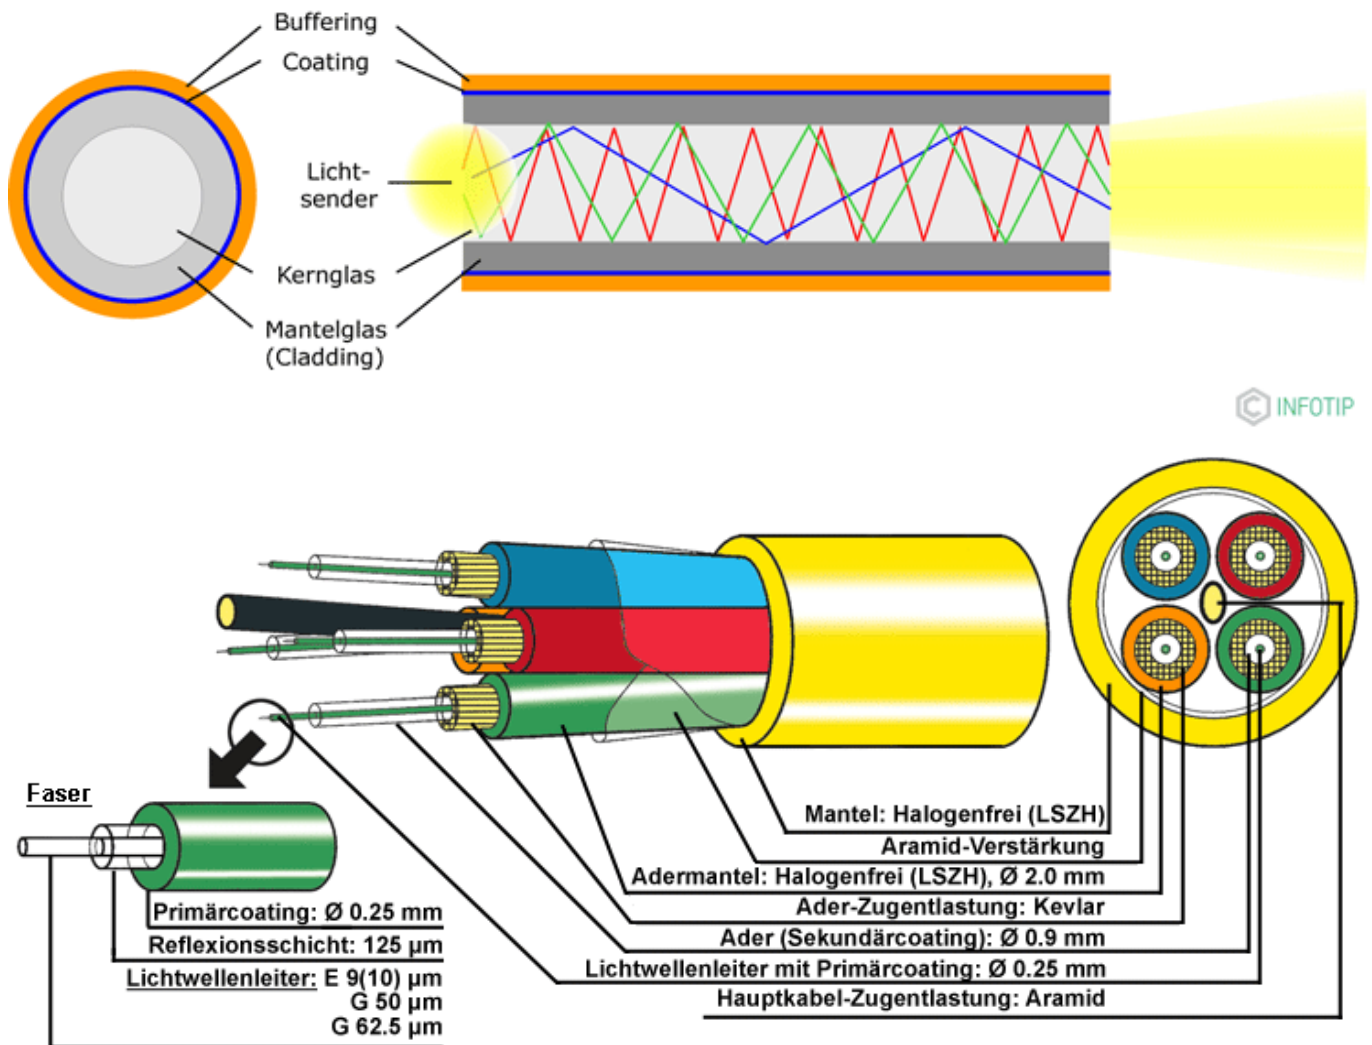 Buffering
Coating
Licht-
sender
Kernglas
Mantelglas
(Cladding)
INFOTIP
Faser
Primärcoating: Ø 0.25 mm
Reflexionsschicht: 125 µm
Lichtwellenleiter: E 9(10) µm
G 50 µm
G 62.5 µm
Mantel: Halogenfrei (LSZH)
Aramid-Verstärkung
Adermantel: Halogenfrei (LSZH), Ø 2.0 mm
Ader-Zugentlastung: Kevlar
Ader (Sekundärcoating): Ø 0.9 mm
Lichtwellenleiter mit Primärcoating: Ø 0.25 mm
Hauptkabel-Zugentlastung: Aramid